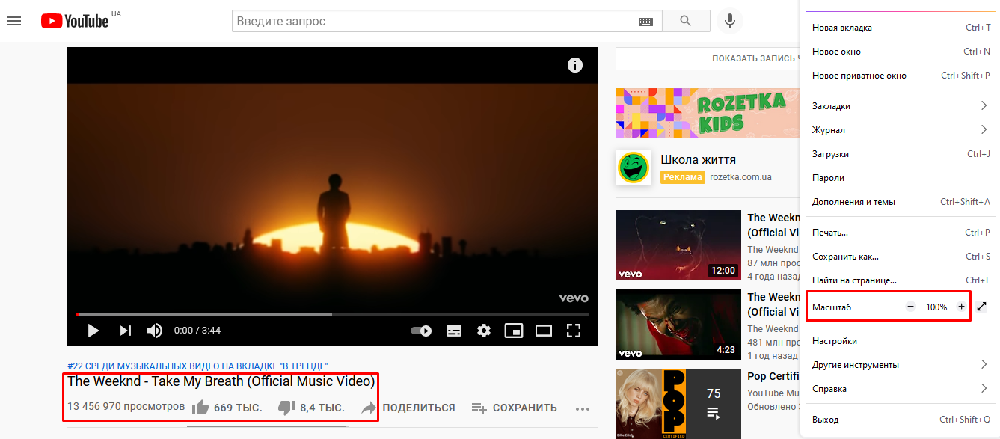 YouTube UA
Введите запрос
i
vevo
0:00 / 3:44
#22 СРЕДИ МУЗЫКАЛЬНЫХ ВИДЕО НА ВКЛАДКЕ "В ТРЕНДЕ"
The Weeknd - Take My Breath (Official Music Video)
13 456 970 просмотров 669 ТЫС. 8,4 ТЫС. ПОДЕЛИТЬСЯ СОХРАНИТЬ
ПОКАЗАТЬ ЗАПИСЬ Ч
ROZETKA
KIDS
Школа життя
Реклама rozetka.com.ua
vevo
12:00
The Weekn
(Official Vi
The Weeknd
87 млн прос
4 года назад
vevo
4:23
The Weekn
(Official Vi
The Weeknd
481 млн про
1 год назад
POP
CERTIFIED
Billie Eilish
75
Pop Certifi
YouTube Mu
Обновлено
Новая вкладка Ctrl+T
Новое окно Ctrl+N
Новое приватное окно Ctrl+Shift+P
Закладки
Журнал
Загрузки Ctrl+J
Пароли
Дополнения и темы Ctrl+Shift+A
Печать... Ctrl+P
Сохранить как... Ctrl+S
Найти на странице... Ctrl+F
Масштаб − 100% +
Настройки
Другие инструменты
Справка
Выход Ctrl+Shift+Q